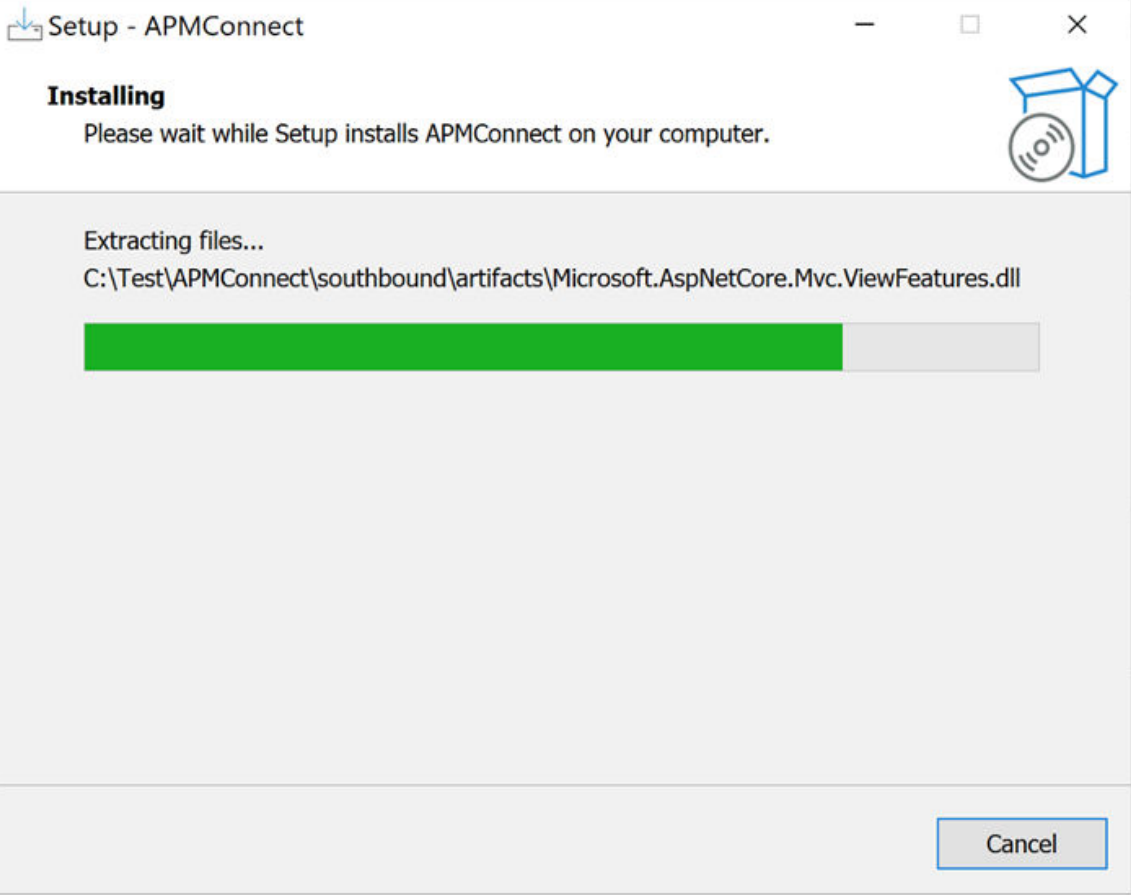 Setup - APMConnect
Installing
Please wait while Setup installs APMConnect on your computer.
Extracting files...
C:\Test\APMConnect\southbound\artifacts\Microsoft.AspNetCore.Mvc.ViewFeatures.dll
Cancel